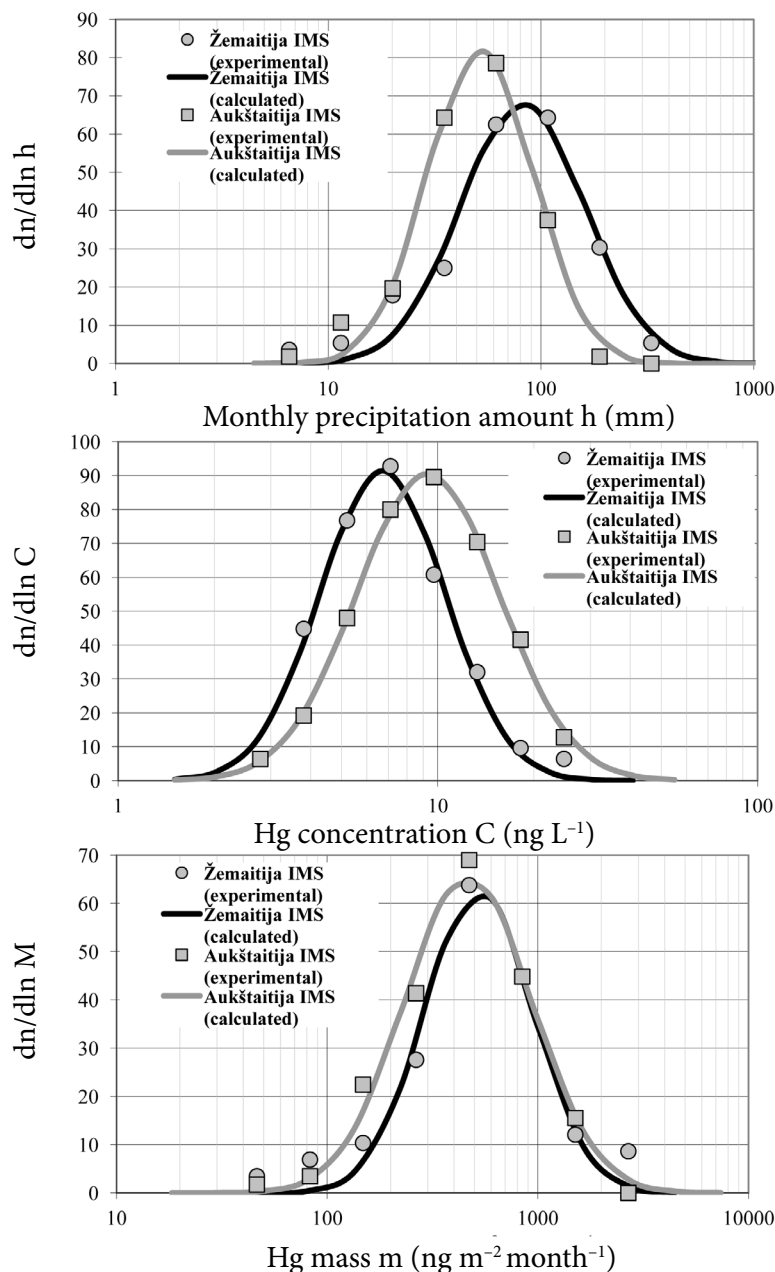 dn/dln h
90
80
70
60
50
40
30
20
10
0
Žemaitija IMS
(experimental)
Žemaitija IMS
(calculated)
Aukštaitija IMS
(experimental)
Aukštaitija IMS
(calculated)
1
10
100
1000
Monthly precipitation amount h (mm)
dn/dln C
100
90
80
70
60
50
40
30
20
10
0
Žemaitija IMS
(experimental)
Žemaitija IMS
(calculated)
Aukštaitija IMS
(experimental)
Aukštaitija IMS
(calculated)
1
10
100
Hg concentration C (ng L⁻¹)
dn/dln M
70
60
50
40
30
20
10
0
Žemaitija IMS
(experimental)
Žemaitija IMS
(calculated)
Aukštaitija IMS
(experimental)
Aukštaitija IMS
(calculated)
10
100
1000
10000
Hg mass m (ng m⁻² month⁻¹)